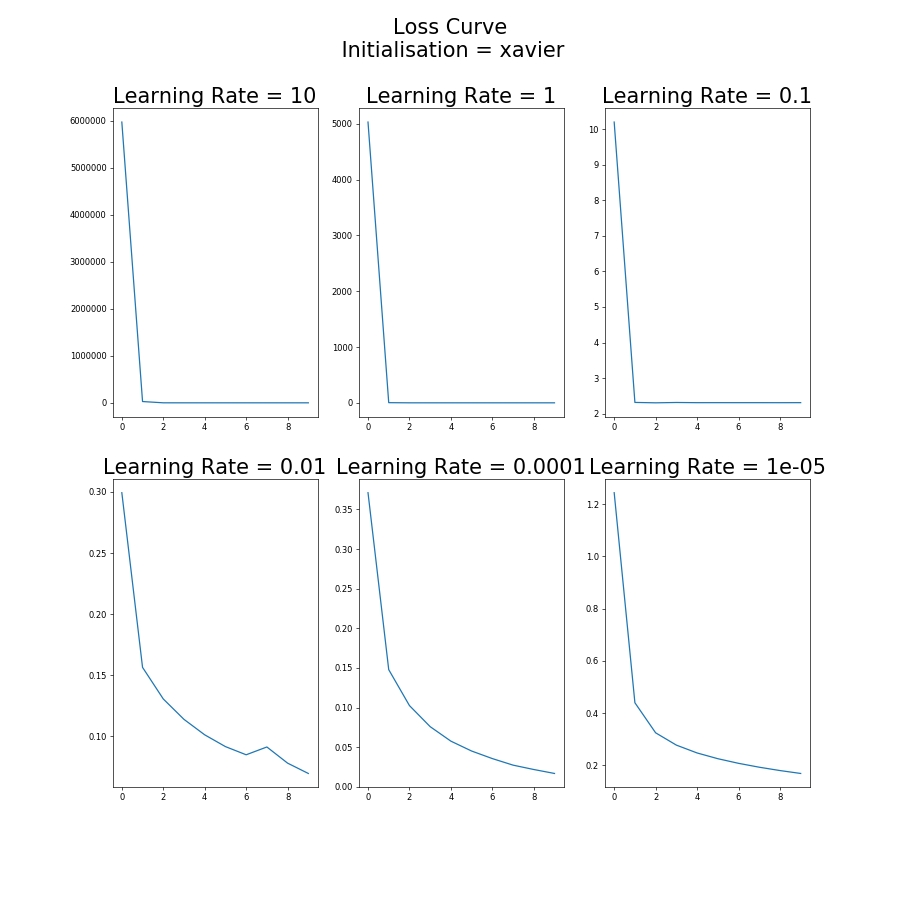 Loss Curve
Initialisation = xavier
Learning Rate = 10
6000000
5000000
4000000
3000000
2000000
1000000
0
0 2 4 6 8
Learning Rate = 1
5000
4000
3000
2000
1000
0
0 2 4 6 8
Learning Rate = 0.1
10
9
8
7
6
5
4
3
2
0 2 4 6 8
Learning Rate = 0.01
0.30
0.25
0.20
0.15
0.10
0 2 4 6 8
Learning Rate = 0.0001
0.35
0.30
0.25
0.20
0.15
0.10
0.05
0.00
0 2 4 6 8
Learning Rate = 1e-05
1.2
1.0
0.8
0.6
0.4
0.2
0 2 4 6 8